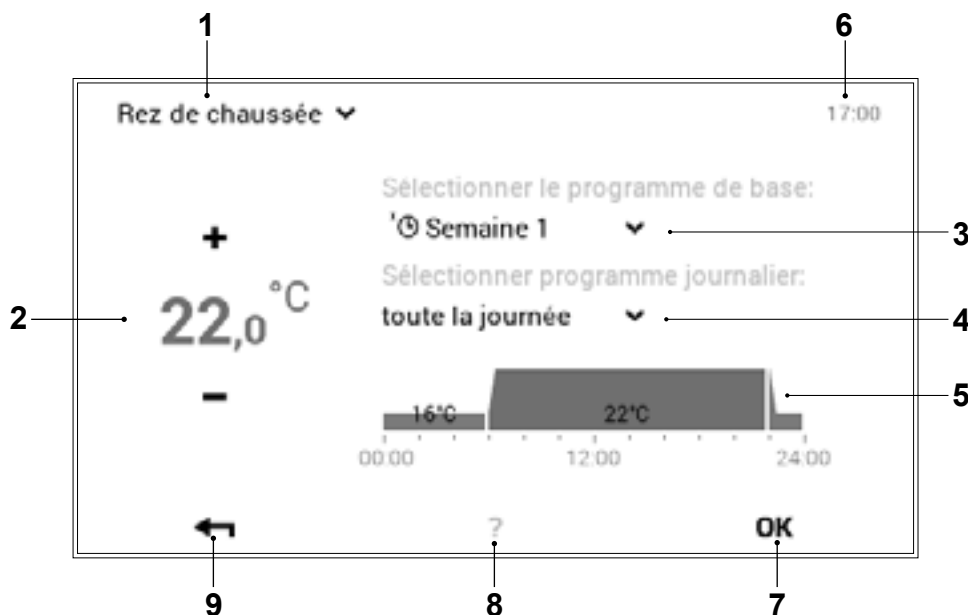 1 6
Rez de chaussée 17:00
Sélectionner le programme de base:
+ Semaine 1 3
Sélectionner programme journalier:
2 22,0 °C toute la journée 4
- 16°C 22°C 5
00:00 12:00 24:00
? OK
9 8 7